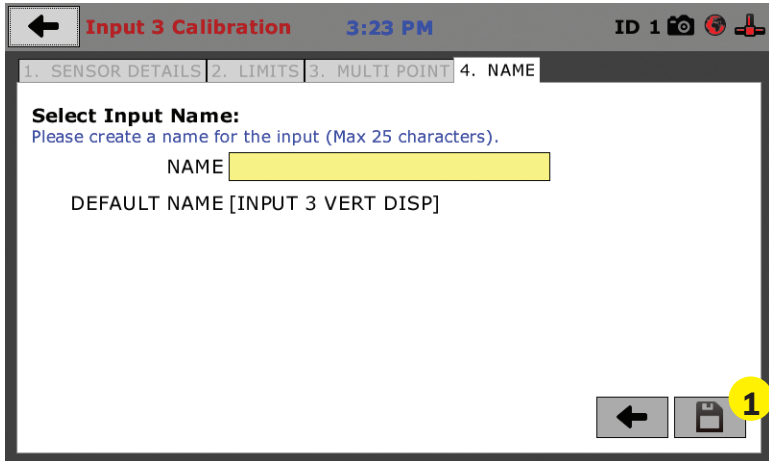 Input 3 Calibration 3:23 PM ID 1
1. SENSOR DETAILS 2. LIMITS 3. MULTI POINT 4. NAME
Select Input Name:
Please create a name for the input (Max 25 characters).
NAME
DEFAULT NAME [INPUT 3 VERT DISP]
1